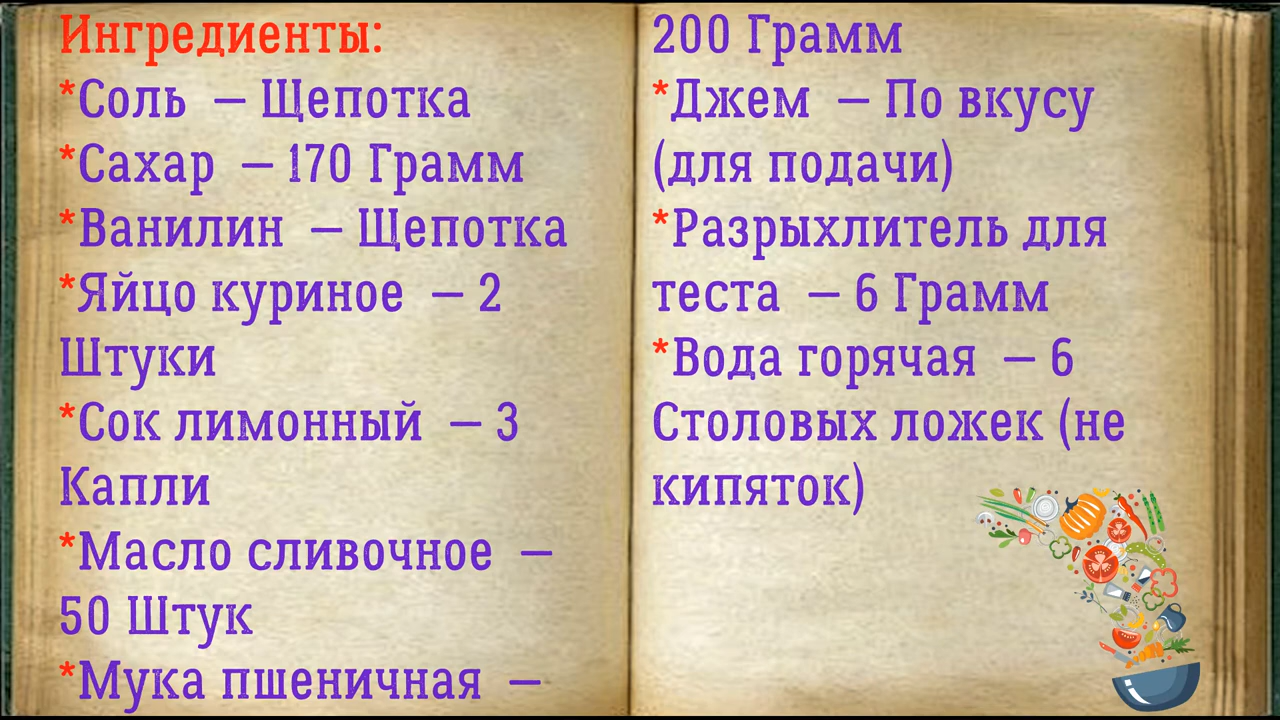 Ингредиенты:
*Соль – Щепотка
*Сахар – 170 Грамм
*Ванилин – Щепотка
*Яйцо куриное – 2
Штуки
*Сок лимонный – 3
Капли
*Масло сливочное –
50 Штук
*Мука пшеничная –
200 Грамм
*Джем – По вкусу
(для подачи)
*Разрыхлитель для
теста – 6 Грамм
*Вода горячая – 6
Столовых ложек (не
кипяток)